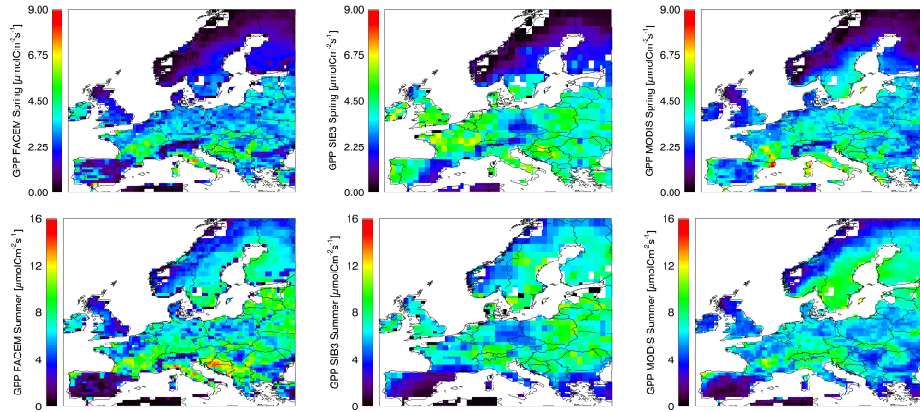 9.00 9.00 9.00
6.75 6.75 6.75
4.50 4.50 4.50
2.25 2.25 2.25
0.00 0.00 0.00
GPP FACEM Spring [µmolCm⁻²s⁻¹]
GPP SIB3 Spring [µmolCm⁻²s⁻¹]
GPP MODIS Spring [µmolCm⁻²s⁻¹]
16 16 16
12 12 12
8 8 8
4 4 4
0 0 0
GPP FACEM Summer [µmolCm⁻²s⁻¹]
GPP SIB3 Summer [µmolCm⁻²s⁻¹]
GPP MODIS Summer [µmolCm⁻²s⁻¹]